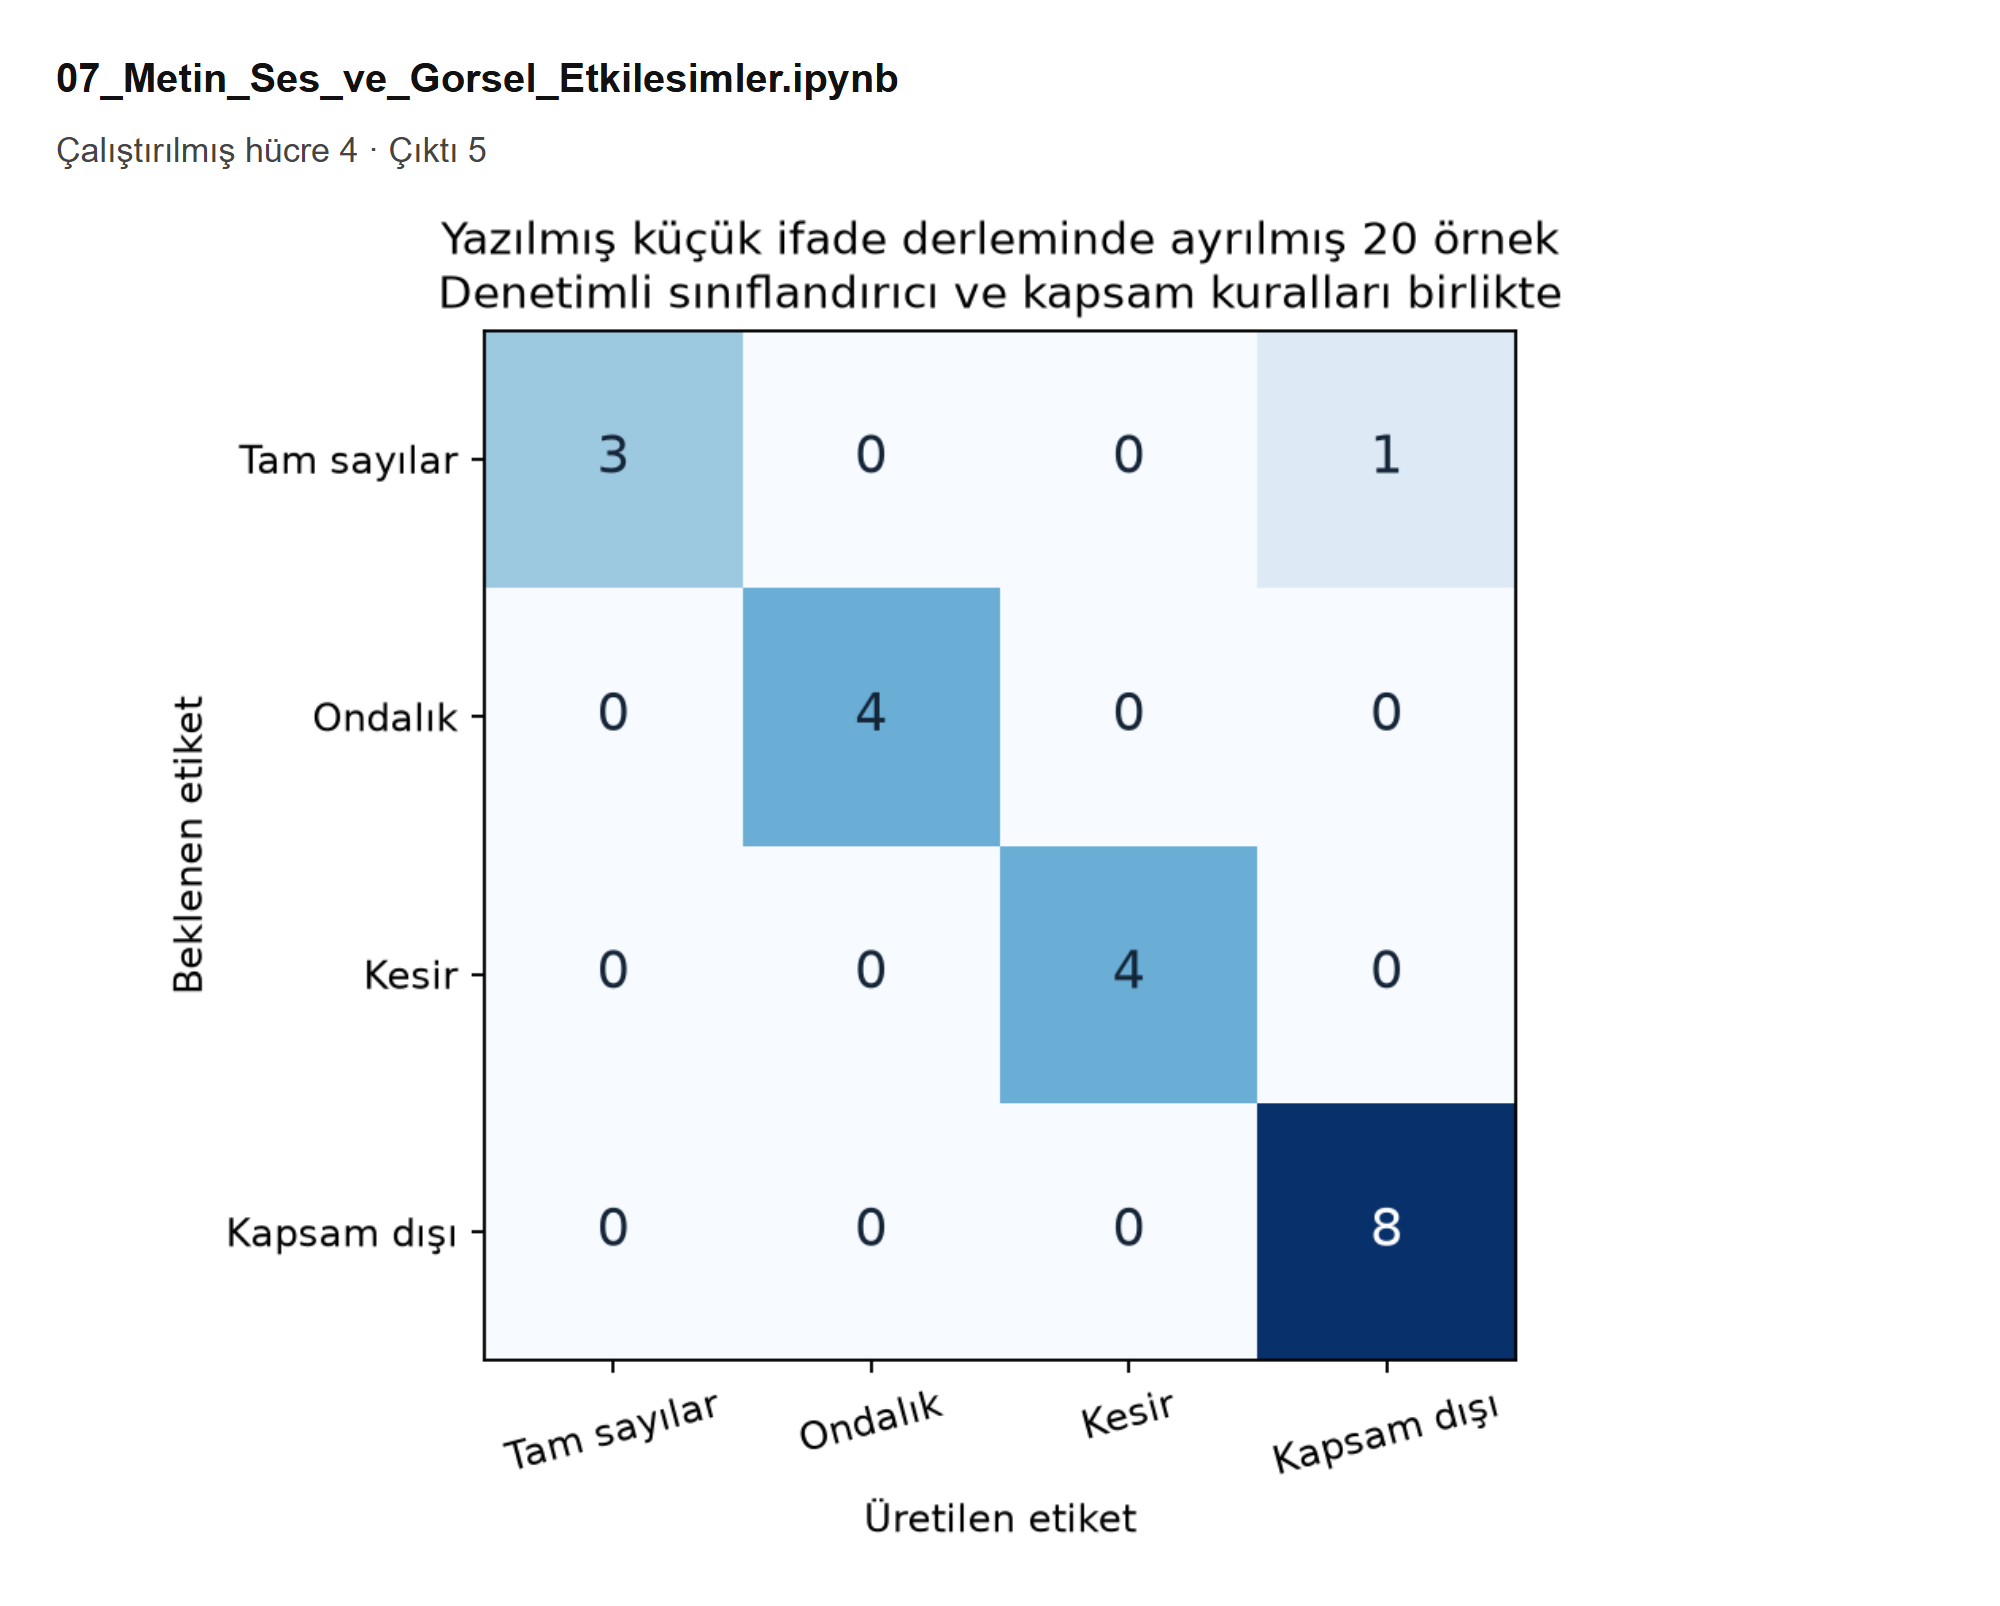 07_Metin_Ses_ve_Gorsel_Etkilesimler.ipynb
Çalıştırılmış hücre 4 · Çıktı 5
Yazılmış küçük ifade derleminde ayrılmış 20 örnek
Denetimli sınıflandırıcı ve kapsam kuralları birlikte
Beklenen etiket
Tam sayılar 3 0 0 1
Ondalık 0 4 0 0
Kesir 0 0 4 0
Kapsam dışı 0 0 0 8
Tam sayılar Ondalık Kesir Kapsam dışı
Üretilen etiket